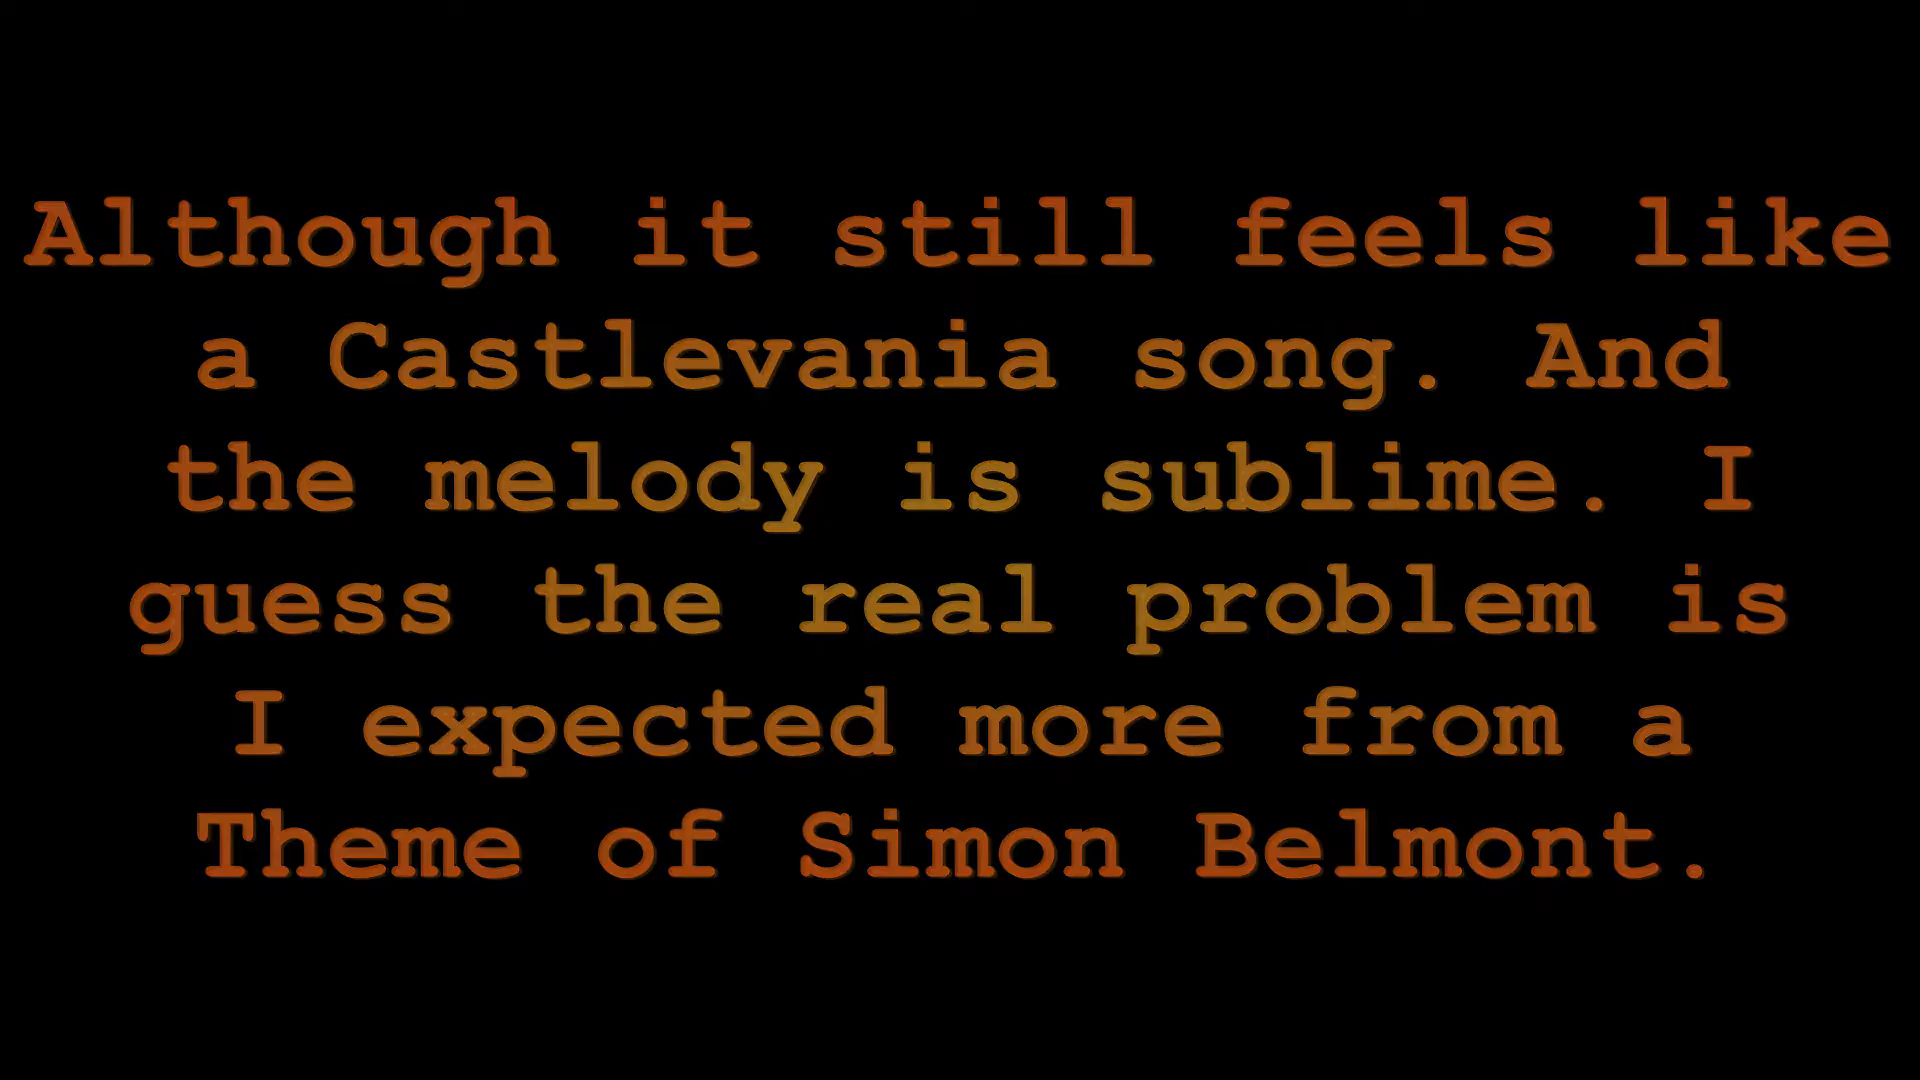 Although it still feels like
a Castlevania song. And
the melody is sublime. I
guess the real problem is
I expected more from a
Theme of Simon Belmont.